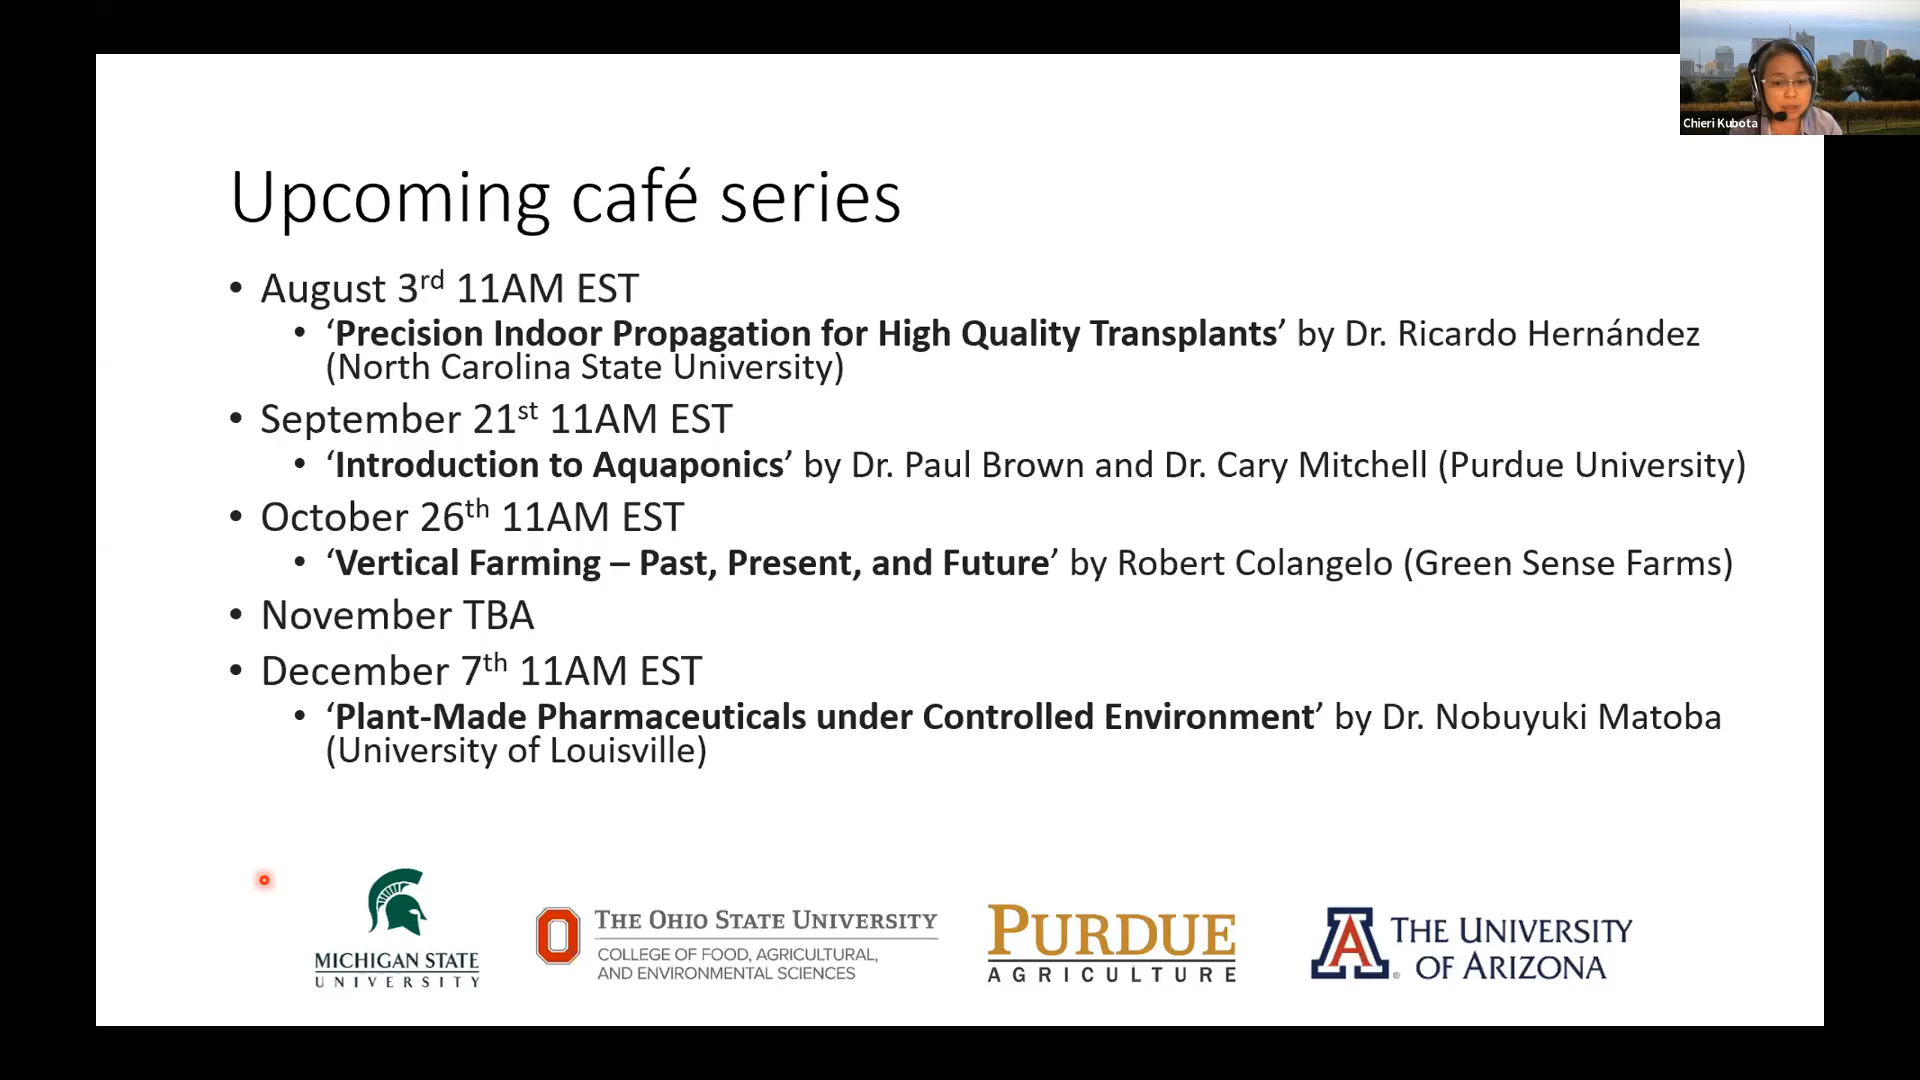 Chieri Kubota
Upcoming café series
• August 3rd 11AM EST
• ‘Precision Indoor Propagation for High Quality Transplants’ by Dr. Ricardo Hernández
(North Carolina State University)
• September 21st 11AM EST
• ‘Introduction to Aquaponics’ by Dr. Paul Brown and Dr. Cary Mitchell (Purdue University)
• October 26th 11AM EST
• ‘Vertical Farming – Past, Present, and Future’ by Robert Colangelo (Green Sense Farms)
• November TBA
• December 7th 11AM EST
• ‘Plant-Made Pharmaceuticals under Controlled Environment’ by Dr. Nobuyuki Matoba
(University of Louisville)
MICHIGAN STATE
UNIVERSITY
THE OHIO STATE UNIVERSITY
COLLEGE OF FOOD, AGRICULTURAL,
AND ENVIRONMENTAL SCIENCES
PURDUE
AGRICULTURE
A
THE UNIVERSITY
OF ARIZONA